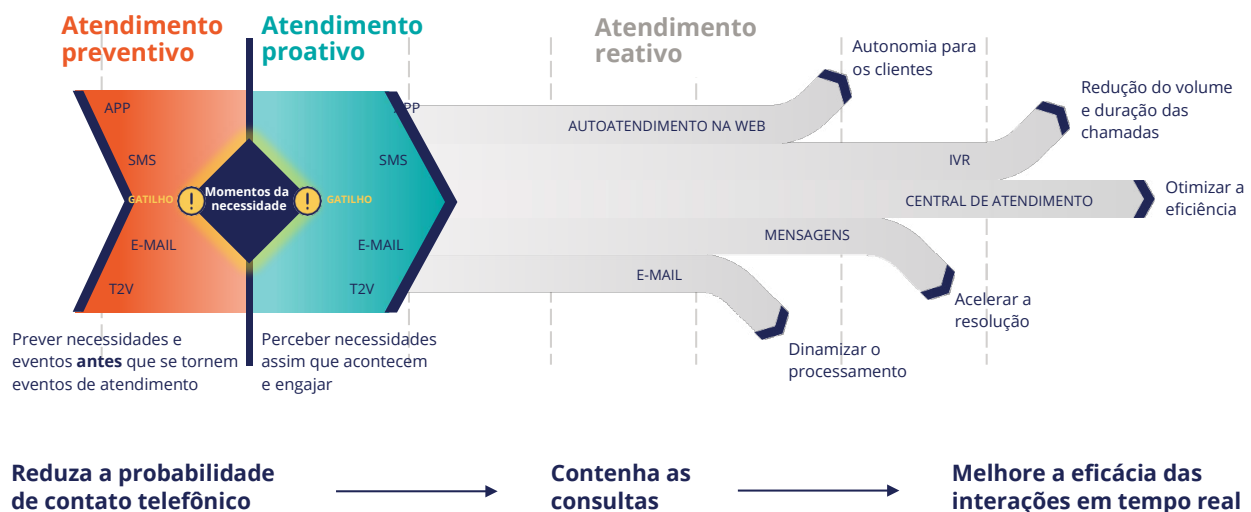 Atendimento
preventivo
Atendimento
proativo
Atendimento
reativo
Autonomia para
os clientes
Redução do volume
e duração das
chamadas
APP
APP
AUTOATENDIMENTO NA WEB
SMS
SMS
IVR
GATILHO
Momentos da
necessidade
GATILHO
CENTRAL DE ATENDIMENTO
Otimizar a
eficiência
E-MAIL
E-MAIL
MENSAGENS
T2V
T2V
E-MAIL
Acelerar a
resolução
Dinamizar o
processamento
Prever necessidades e
eventos antes que se tornem
eventos de atendimento
Perceber necessidades
assim que acontecem
e engajar
Reduza a probabilidade
de contato telefônico
Contenha as
consultas
Melhore a eficácia das
interações em tempo real